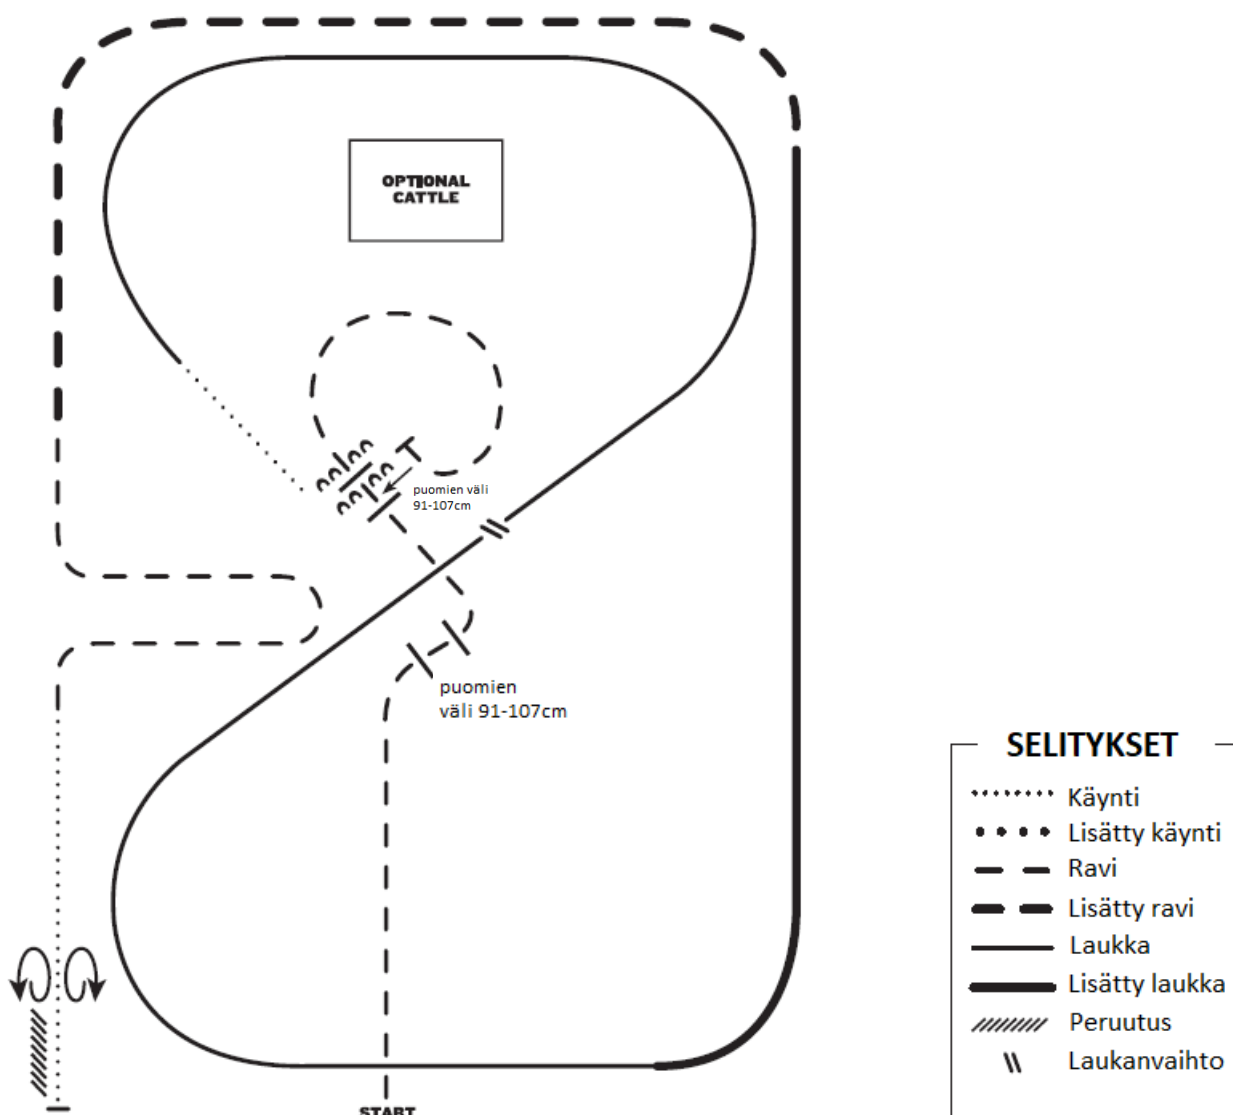 OPTIONAL
CATTLE
puomien väli
91-107cm
puomien
väli 91-107cm
START
SELITYKSET
Käynti
Lisätty käynti
Ravi
Lisätty ravi
Laukka
Lisätty laukka
Peruutus
Laukanvaihto